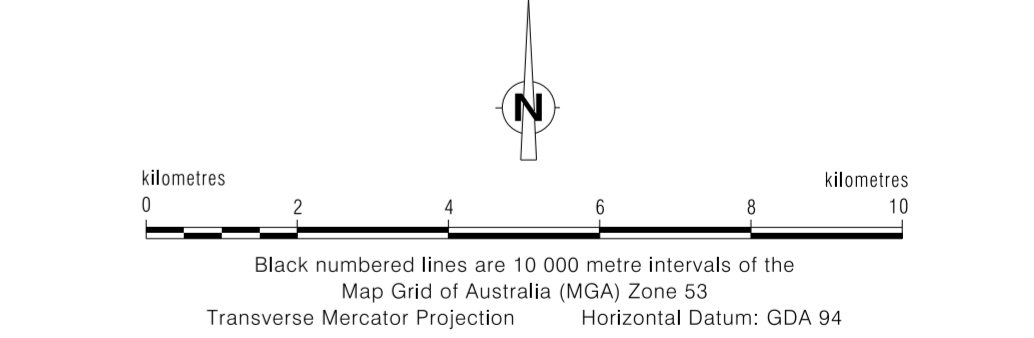 N
kilometres kilometres
0 2 4 6 8 10
Black numbered lines are 10 000 metre intervals of the
Map Grid of Australia (MGA) Zone 53
Transverse Mercator Projection Horizontal Datum: GDA 94